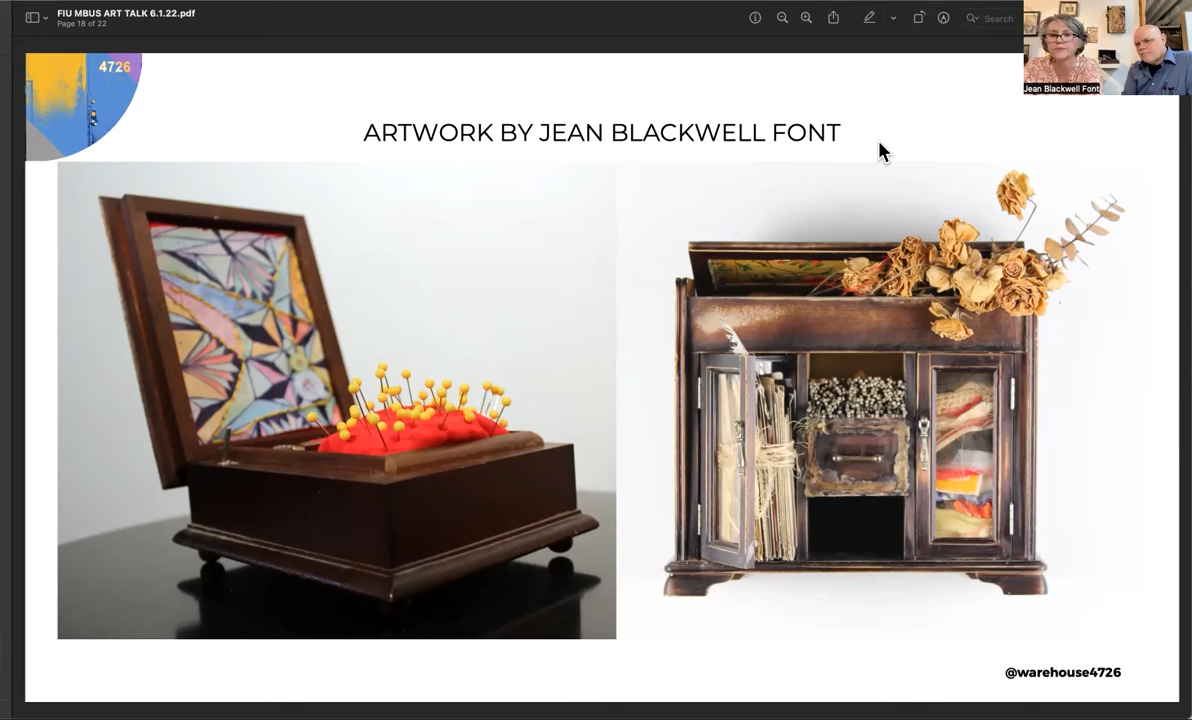 FIU MBUS ART TALK 6.1.22.pdf
Page 18 of 22
Search
Jean Blackwell Font
4726
ARTWORK BY JEAN BLACKWELL FONT
@warehouse4726